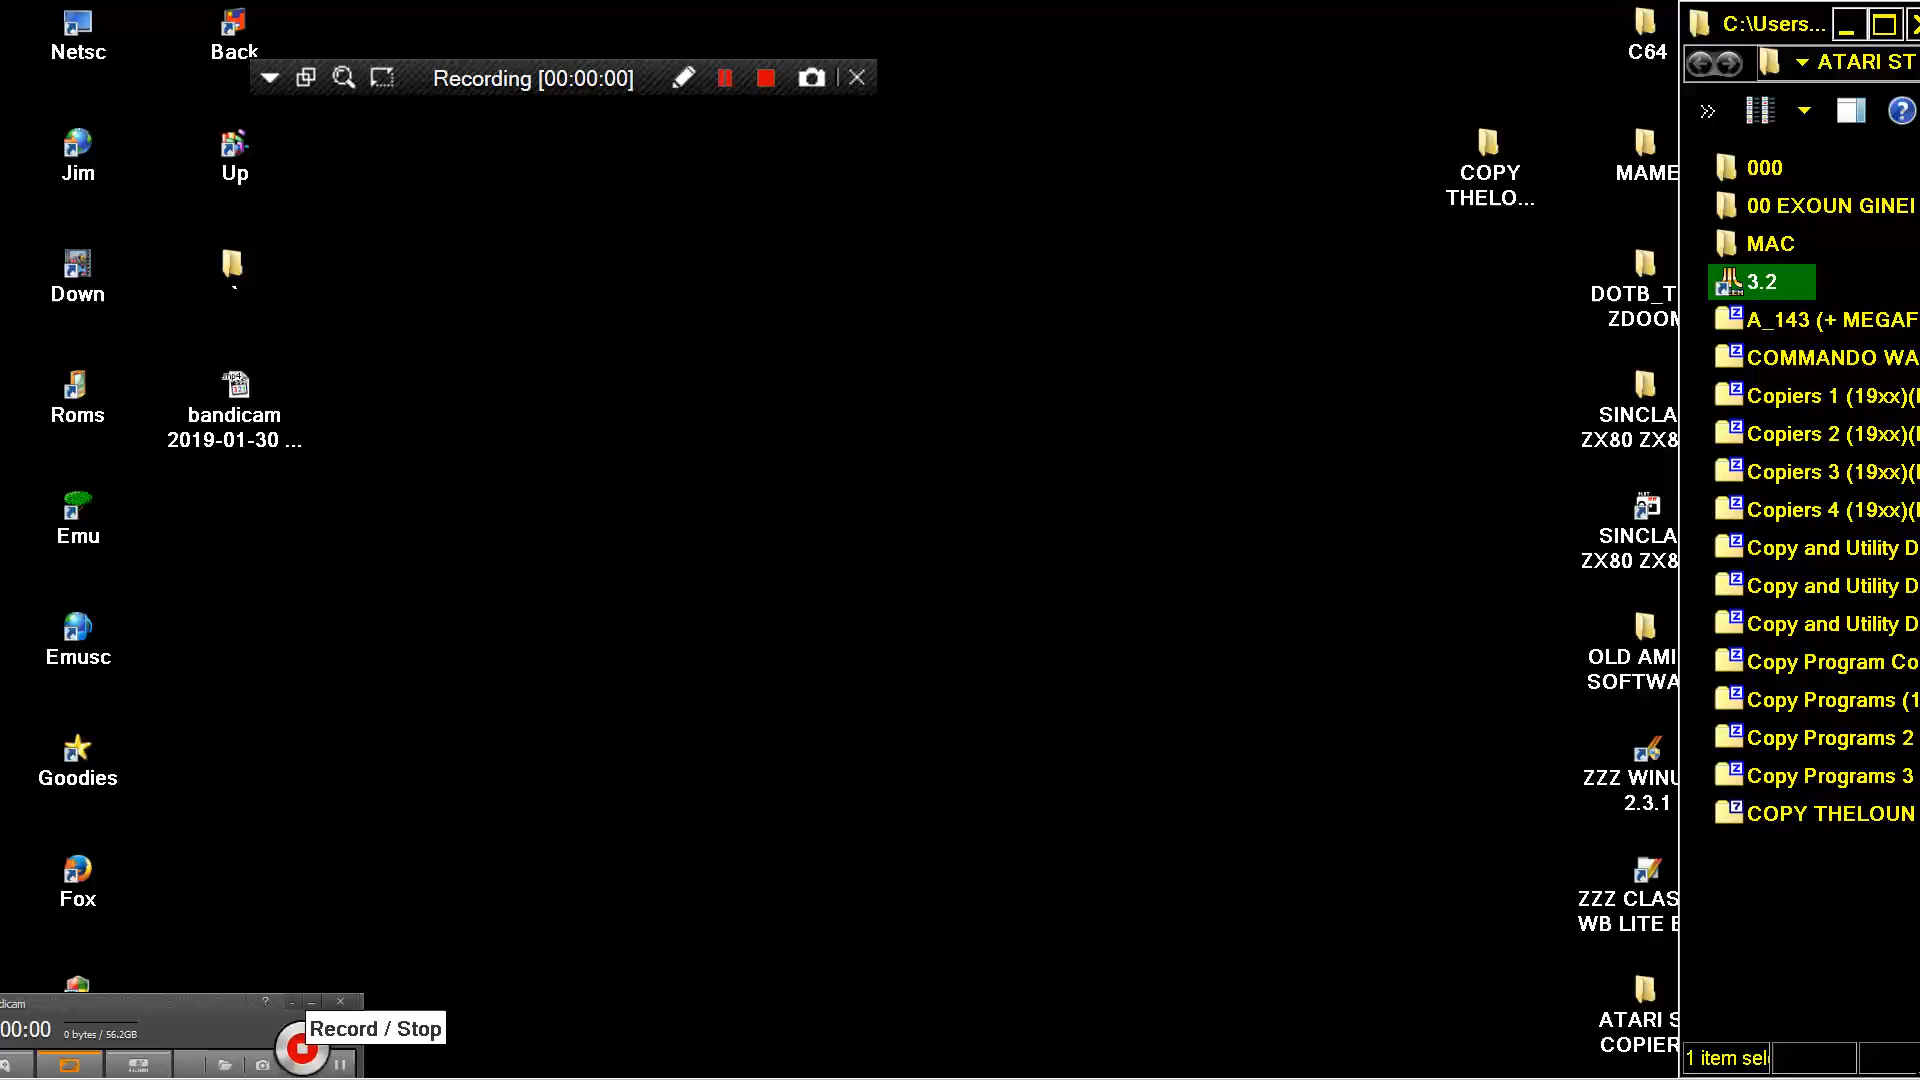 Netsc
Back
Jim
Up
Down
`
Roms
bandicam
2019-01-30 ...
Emu
Emusc
Goodies
Fox
Recording [00:00:00]
dicam
?
00:00
0 bytes / 56.2GB
Record / Stop
C64
COPY
THELO...
MAME
DOTB_T
ZDOOM
SINCLA
ZX80 ZX8
SINCLA
ZX80 ZX8
OLD AMI
SOFTWA
ZZZ WINU
2.3.1
ZZZ CLAS
WB LITE E
ATARI S
COPIER
C:\Users...
ATARI ST
»
?
000
00 EXOUN GINEI
MAC
3.2
A_143 (+ MEGAF
COMMANDO WA
Copiers 1 (19xx)(
Copiers 2 (19xx)(
Copiers 3 (19xx)(
Copiers 4 (19xx)(
Copy and Utility D
Copy and Utility D
Copy and Utility D
Copy Program Co
Copy Programs (1
Copy Programs 2
Copy Programs 3
COPY THELOUN
1 item sel